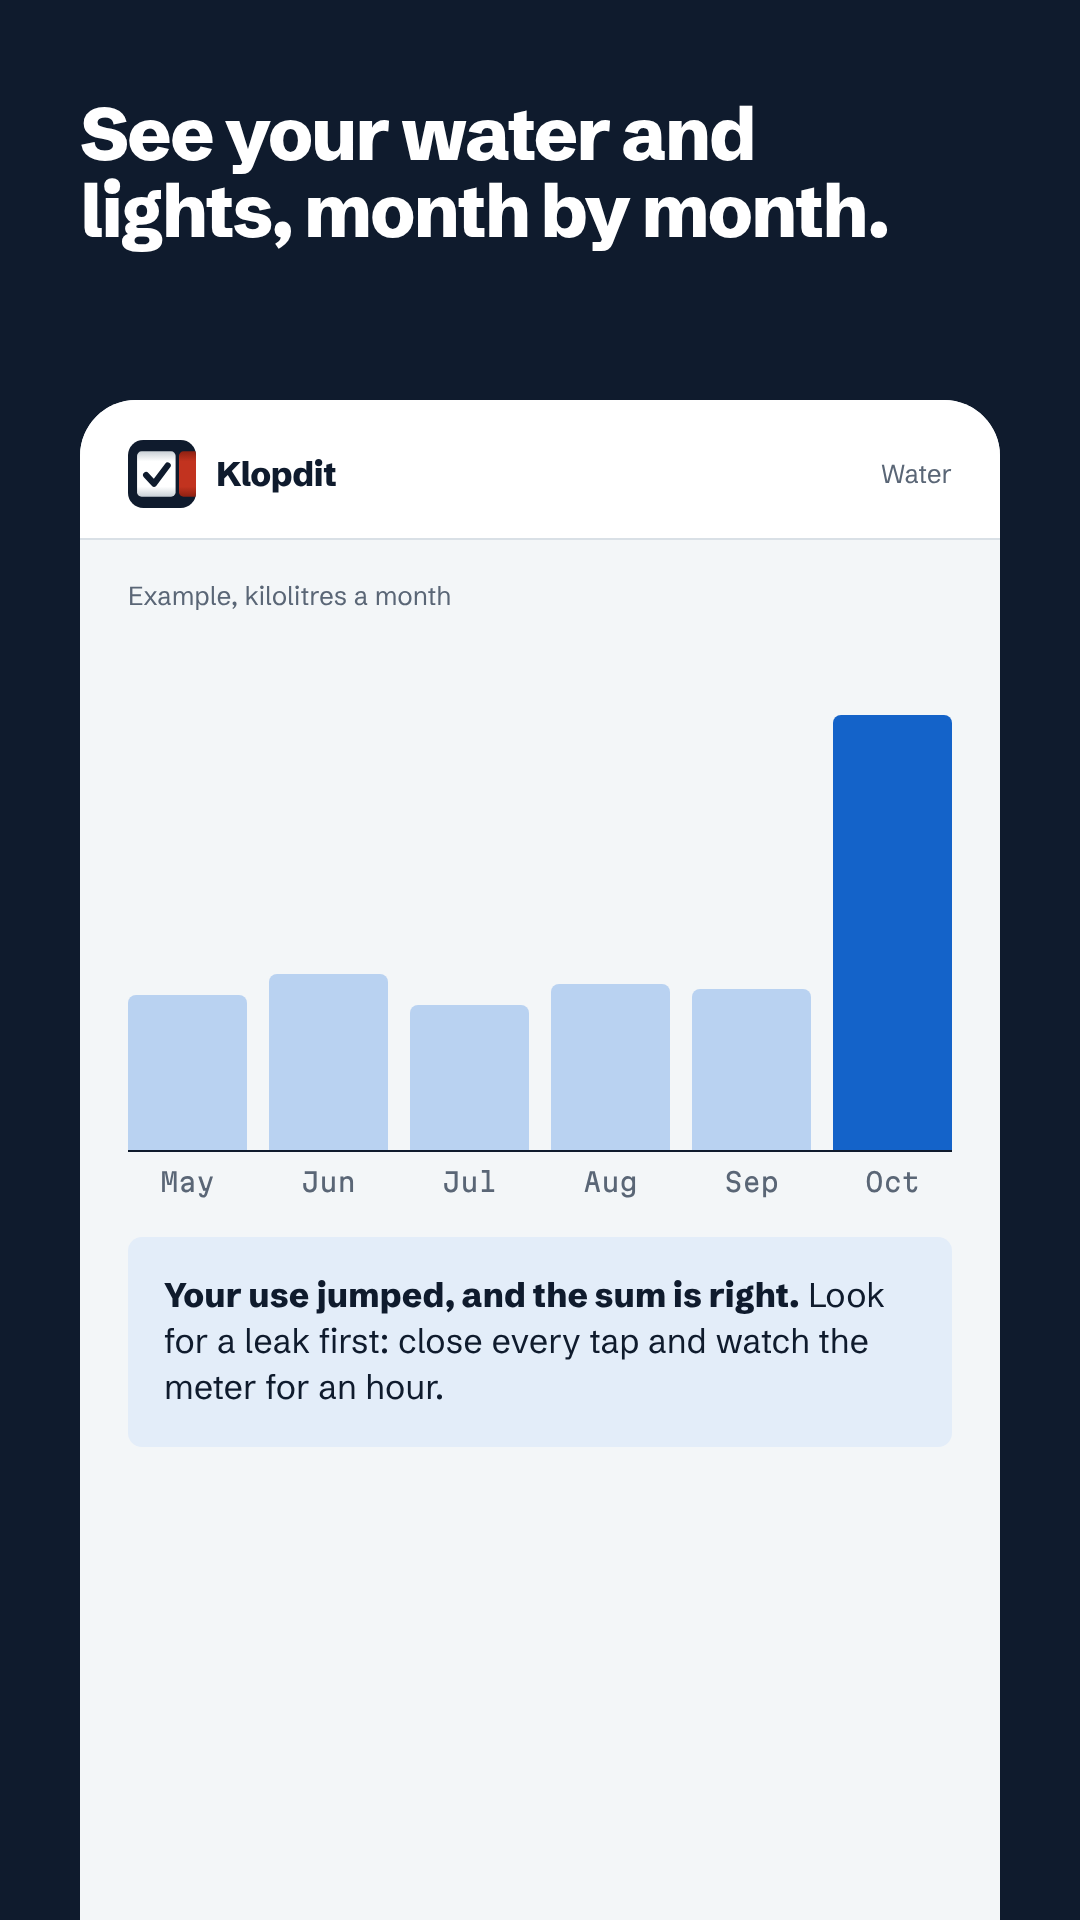 See your water and
lights, month by month.
Klopdit
Water
Example, kilolitres a month
May Jun Jul Aug Sep Oct
Your use jumped, and the sum is right. Look
for a leak first: close every tap and watch the
meter for an hour.